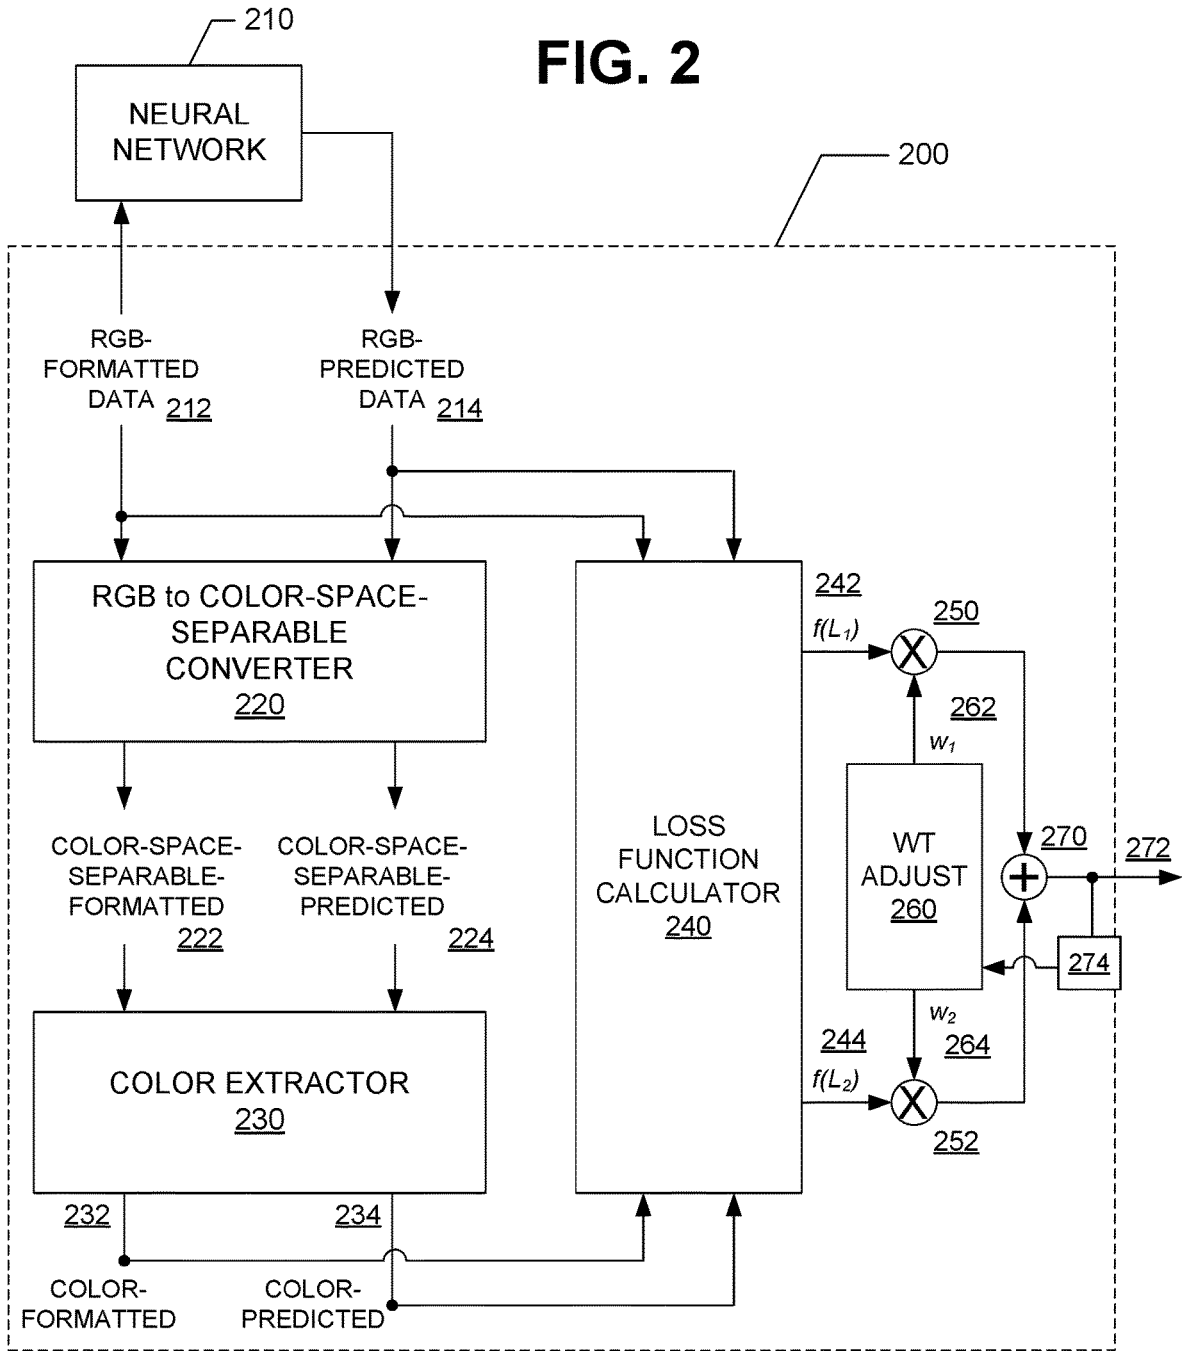 210
FIG. 2
NEURAL
NETWORK
200
RGB-
FORMATTED
DATA 212
RGB-
PREDICTED
DATA 214
RGB to COLOR-SPACE-
SEPARABLE
CONVERTER
220
242
f(L1)
250
262
w1
COLOR-SPACE-
SEPARABLE-
FORMATTED
222
COLOR-SPACE-
SEPARABLE-
PREDICTED
224
LOSS
FUNCTION
CALCULATOR
240
WT
ADJUST
260
270
272
274
w2
264
244
f(L2)
252
COLOR EXTRACTOR
230
232
234
COLOR-
FORMATTED
COLOR-
PREDICTED